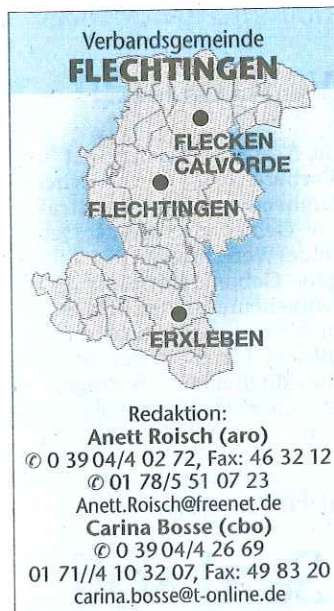 Verbandsgemeinde
FLECHTINGEN
FLECKEN
CALVÖRDE
FLECHTINGEN
ERXLEBEN
Redaktion:
Anett Roisch (aro)
✆ 0 39 04/4 02 72, Fax: 46 32 12
✆ 01 78/5 51 07 23
Anett.Roisch@freenet.de
Carina Bosse (cbo)
✆ 0 39 04/4 26 69
01 71//4 10 32 07, Fax: 49 83 20
carina.bosse@t-online.de